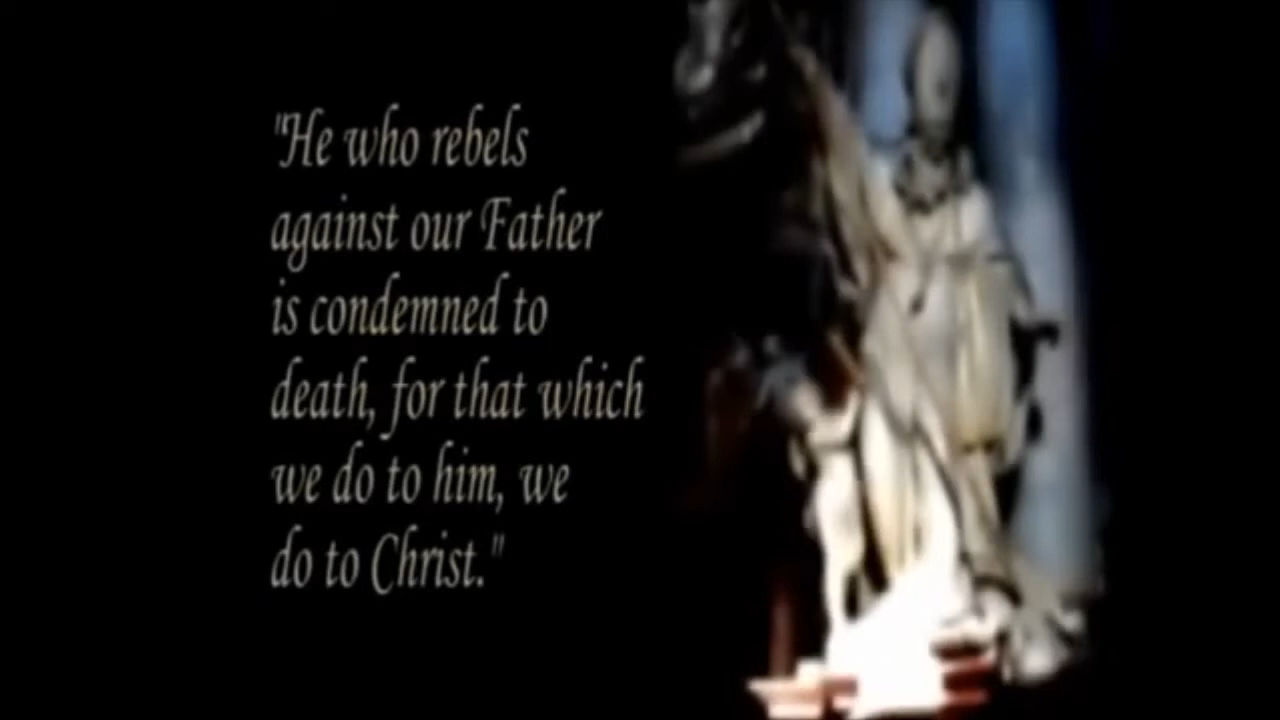 "He who rebels
against our Father
is condemned to
death, for that which
we do to him, we
do to Christ."